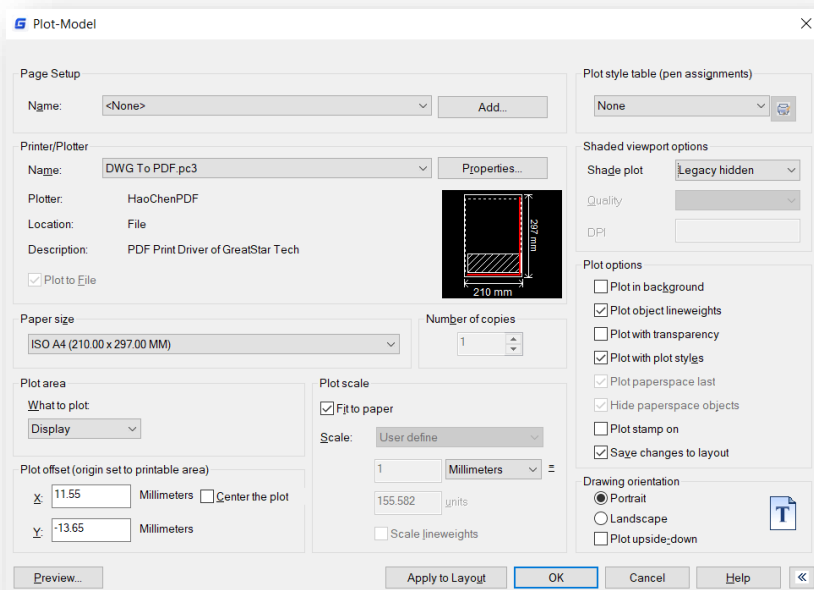 Plot-Model
Page Setup
Name: <None> Add...
Printer/Plotter
Name: DWG To PDF.pc3 Properties...
Plotter: HaoChenPDF
Location: File
Description: PDF Print Driver of GreatStar Tech
Plot to File
297 mm
210 mm
Paper size
ISO A4 (210.00 x 297.00 MM)
Number of copies
1
Plot area
What to plot:
Display
Plot scale
Fit to paper
Scale: User define
1 Millimeters =
155.582 units
Scale lineweights
Plot offset (origin set to printable area)
X: 11.55 Millimeters Center the plot
Y: -13.65 Millimeters
Plot style table (pen assignments)
None
Shaded viewport options
Shade plot Legacy hidden
Quality
DPI
Plot options
Plot in background
Plot object lineweights
Plot with transparency
Plot with plot styles
Plot paperspace last
Hide paperspace objects
Plot stamp on
Save changes to layout
Drawing orientation
Portrait
Landscape
Plot upside-down
T
Preview... Apply to Layout OK Cancel Help